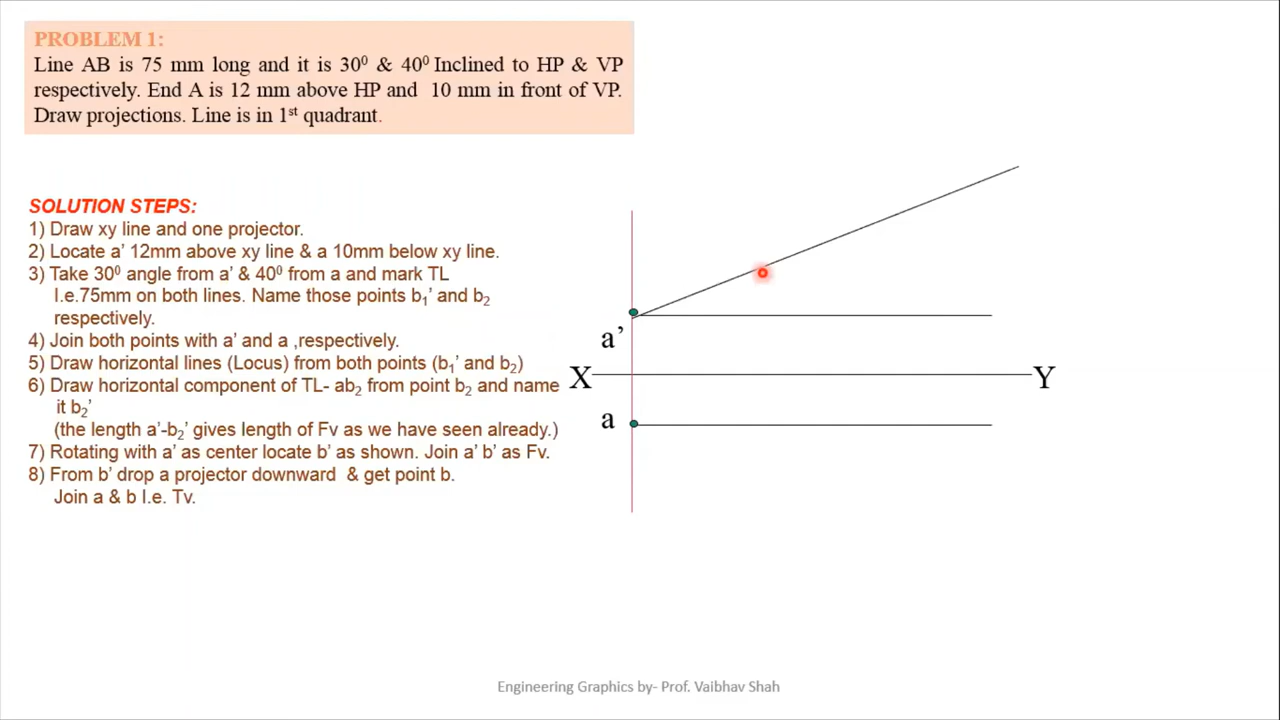 PROBLEM 1:
Line AB is 75 mm long and it is 30⁰ & 40⁰ Inclined to HP & VP
respectively. End A is 12 mm above HP and 10 mm in front of VP.
Draw projections. Line is in 1ˢᵗ quadrant.
SOLUTION STEPS:
1) Draw xy line and one projector.
2) Locate a’ 12mm above xy line & a 10mm below xy line.
3) Take 30⁰ angle from a’ & 40⁰ from a and mark TL
I.e.75mm on both lines. Name those points b₁’ and b₂
respectively.
4) Join both points with a’ and a ,respectively.
5) Draw horizontal lines (Locus) from both points (b₁’ and b₂)
6) Draw horizontal component of TL- ab₂ from point b₂ and name
it b₂’
(the length a’-b₂’ gives length of Fv as we have seen already.)
7) Rotating with a’ as center locate b’ as shown. Join a’ b’ as Fv.
8) From b’ drop a projector downward & get point b.
Join a & b I.e. Tv.
a’
X Y
a
Engineering Graphics by- Prof. Vaibhav Shah